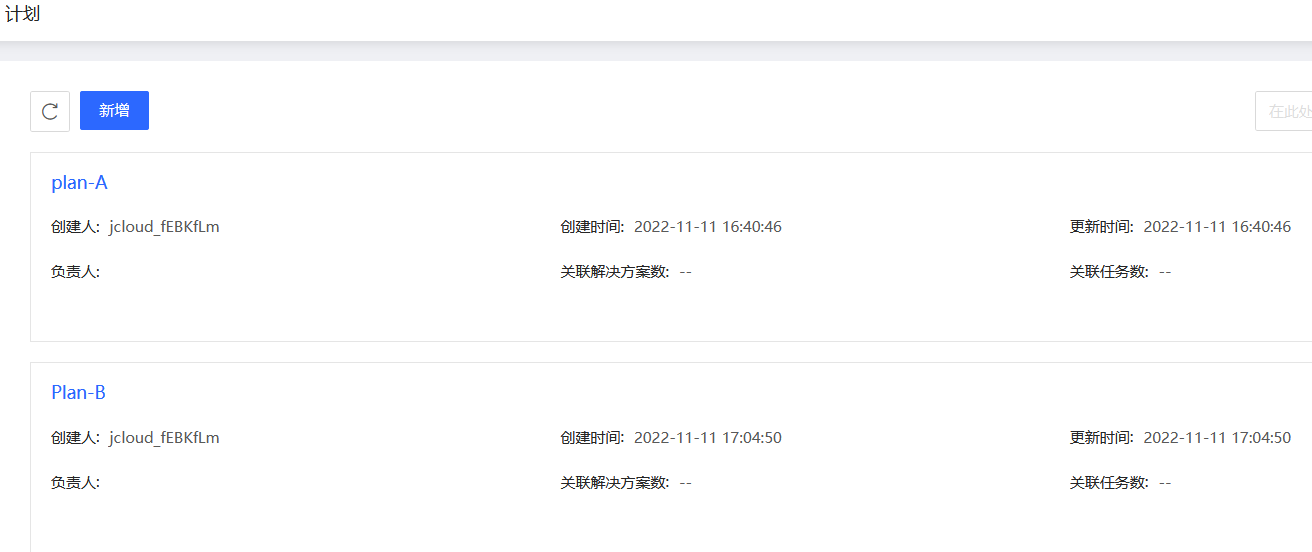 计划
新增
在此处
plan-A
创建人: jcloud_fEBKfLm 创建时间: 2022-11-11 16:40:46 更新时间: 2022-11-11 16:40:46
负责人: 关联解决方案数: -- 关联任务数: --
Plan-B
创建人: jcloud_fEBKfLm 创建时间: 2022-11-11 17:04:50 更新时间: 2022-11-11 17:04:50
负责人: 关联解决方案数: -- 关联任务数: --